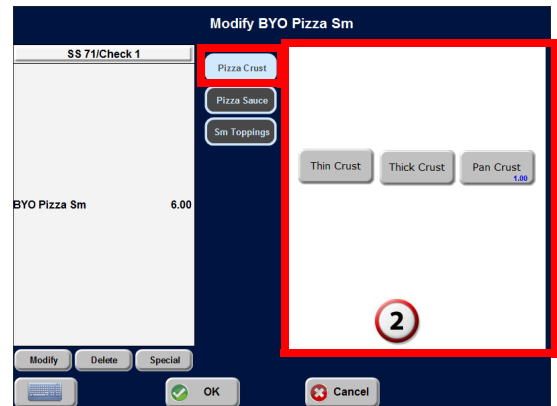 Modify BYO Pizza Sm
SS 71/Check 1
Pizza Crust
Pizza Sauce
Sm Toppings
Thin Crust
Thick Crust
Pan Crust
1.00
BYO Pizza Sm 6.00
2
Modify Delete Special
OK
Cancel